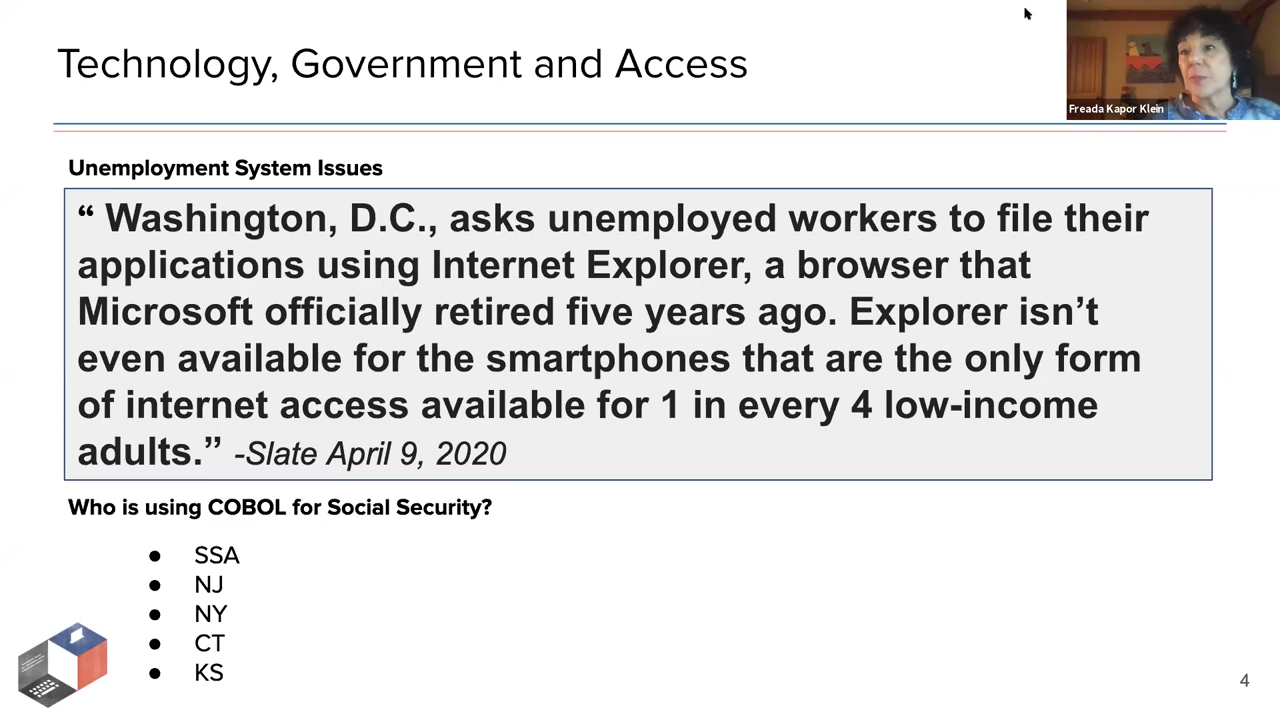 Technology, Government and Access
Freada Kapor Klein
Unemployment System Issues
“ Washington, D.C., asks unemployed workers to file their
applications using Internet Explorer, a browser that
Microsoft officially retired five years ago. Explorer isn’t
even available for the smartphones that are the only form
of internet access available for 1 in every 4 low-income
adults.” -Slate April 9, 2020
Who is using COBOL for Social Security?
● SSA
● NJ
● NY
● CT
● KS
4